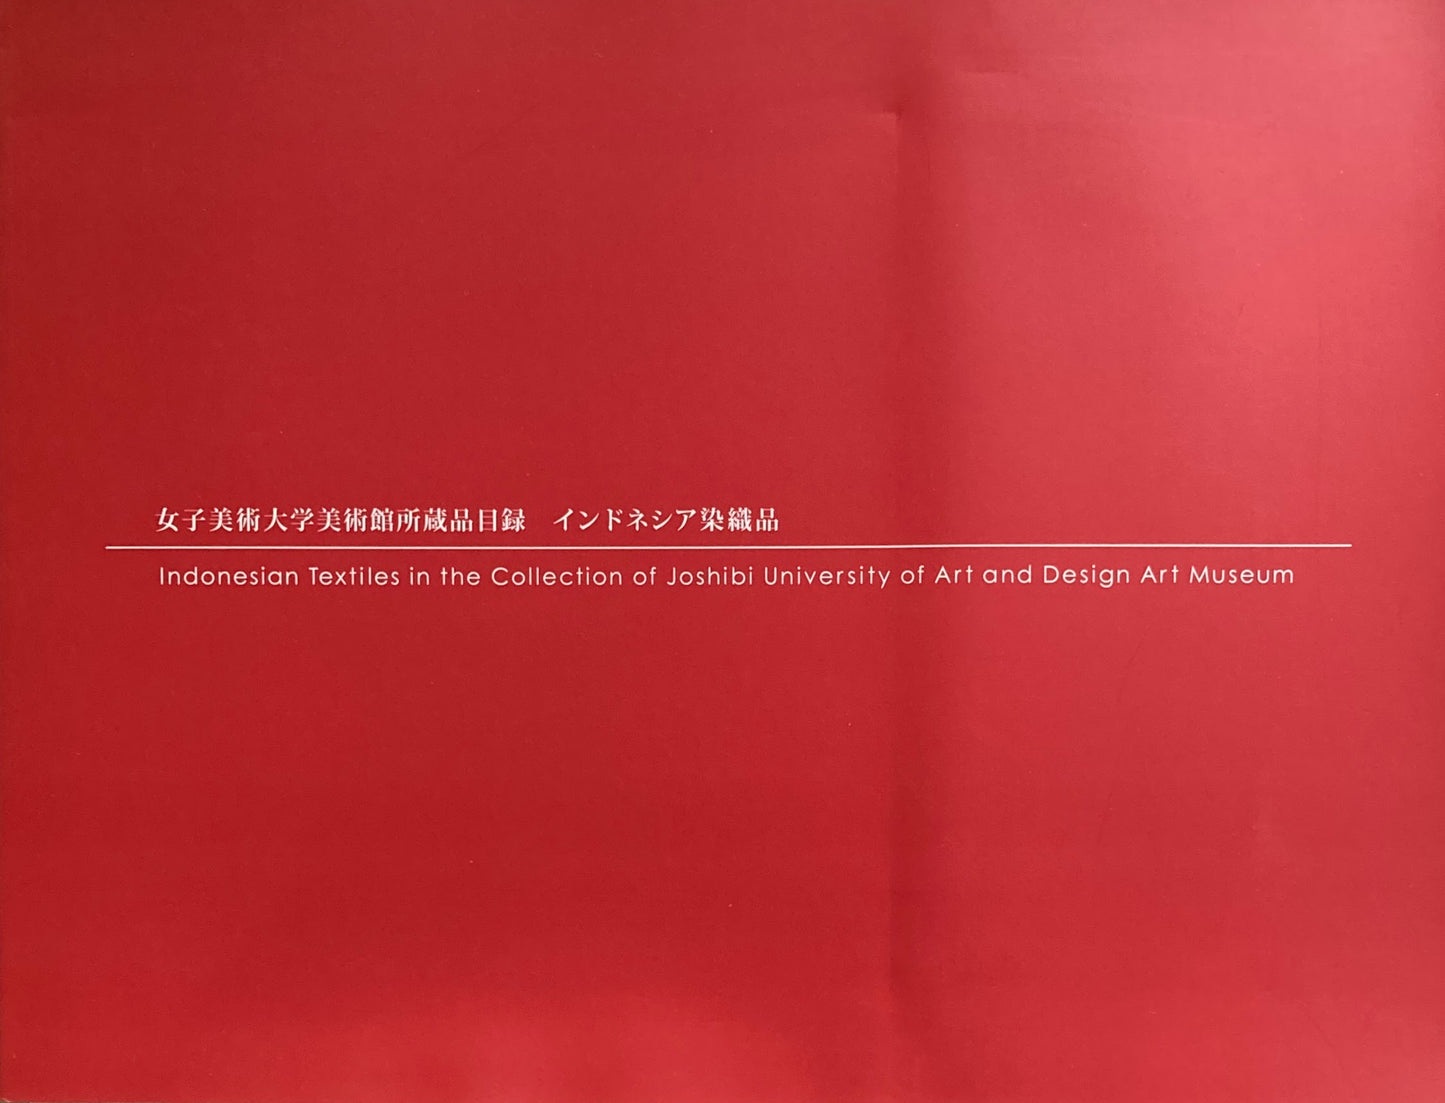 女子美術大学美術館所蔵品目録　インドネシア染織品
Indonesian Textiles in the Collection of Joshibi University of Art and Design Art Museum